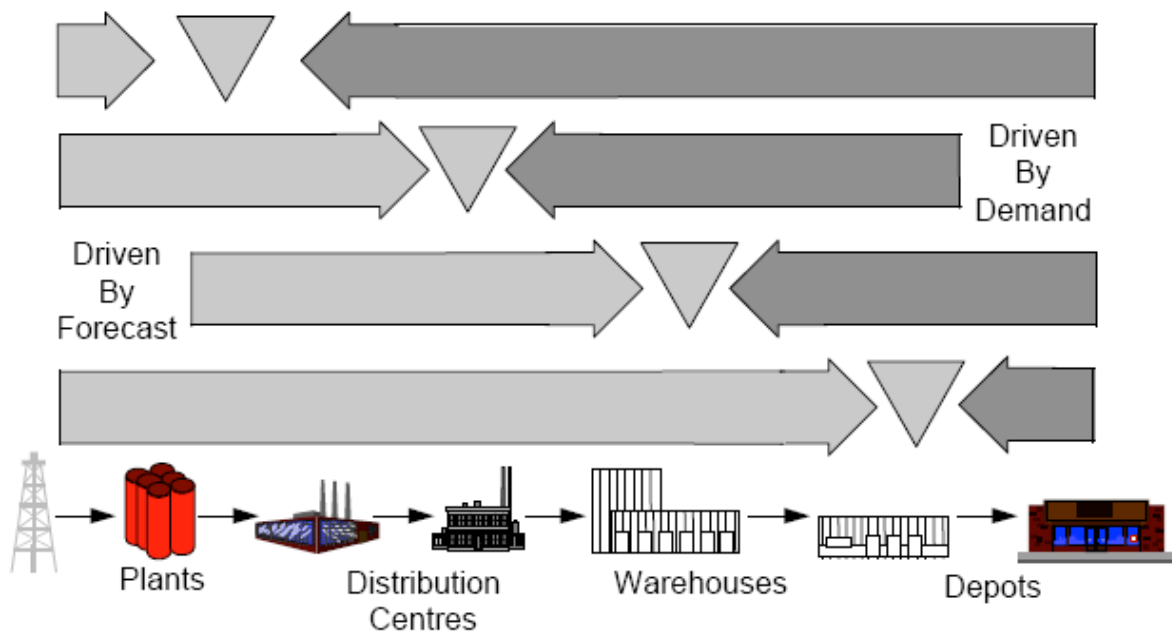 Driven
By
Demand
Driven
By
Forecast
Plants
Distribution
Centres
Warehouses
Depots